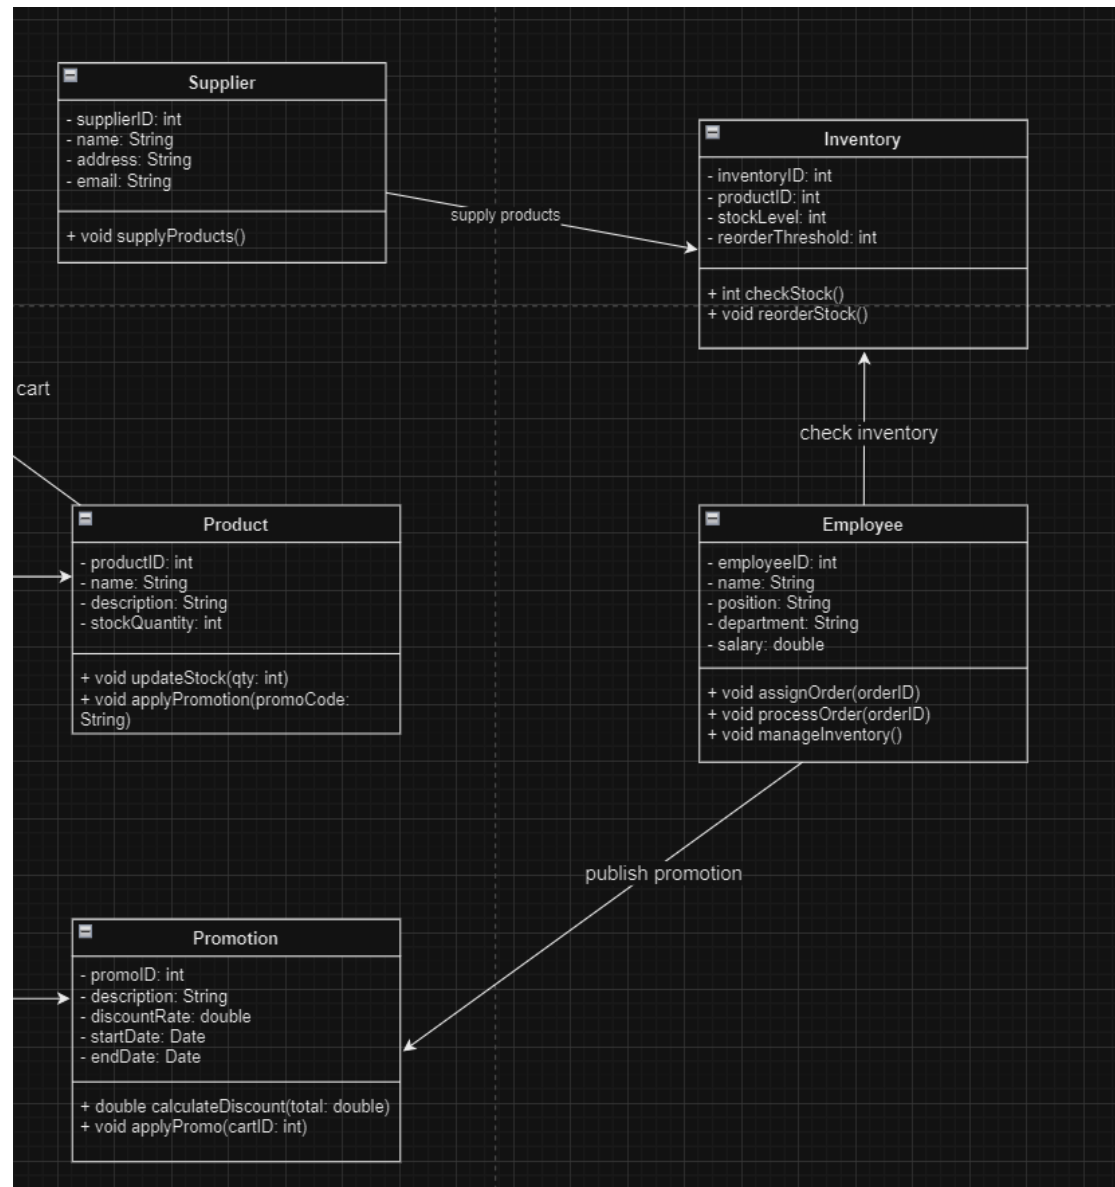 Supplier
- supplierID: int
- name: String
- address: String
- email: String
+ void supplyProducts()
supply products
Inventory
- inventoryID: int
- productID: int
- stockLevel: int
- reorderThreshold: int
+ int checkStock()
+ void reorderStock()
cart
check inventory
Product
- productID: int
- name: String
- description: String
- stockQuantity: int
+ void updateStock(qty: int)
+ void applyPromotion(promoCode:
String)
Employee
- employeeID: int
- name: String
- position: String
- department: String
- salary: double
+ void assignOrder(orderID)
+ void processOrder(orderID)
+ void manageInventory()
publish promotion
Promotion
- promoID: int
- description: String
- discountRate: double
- startDate: Date
- endDate: Date
+ double calculateDiscount(total: double)
+ void applyPromo(cartID: int)